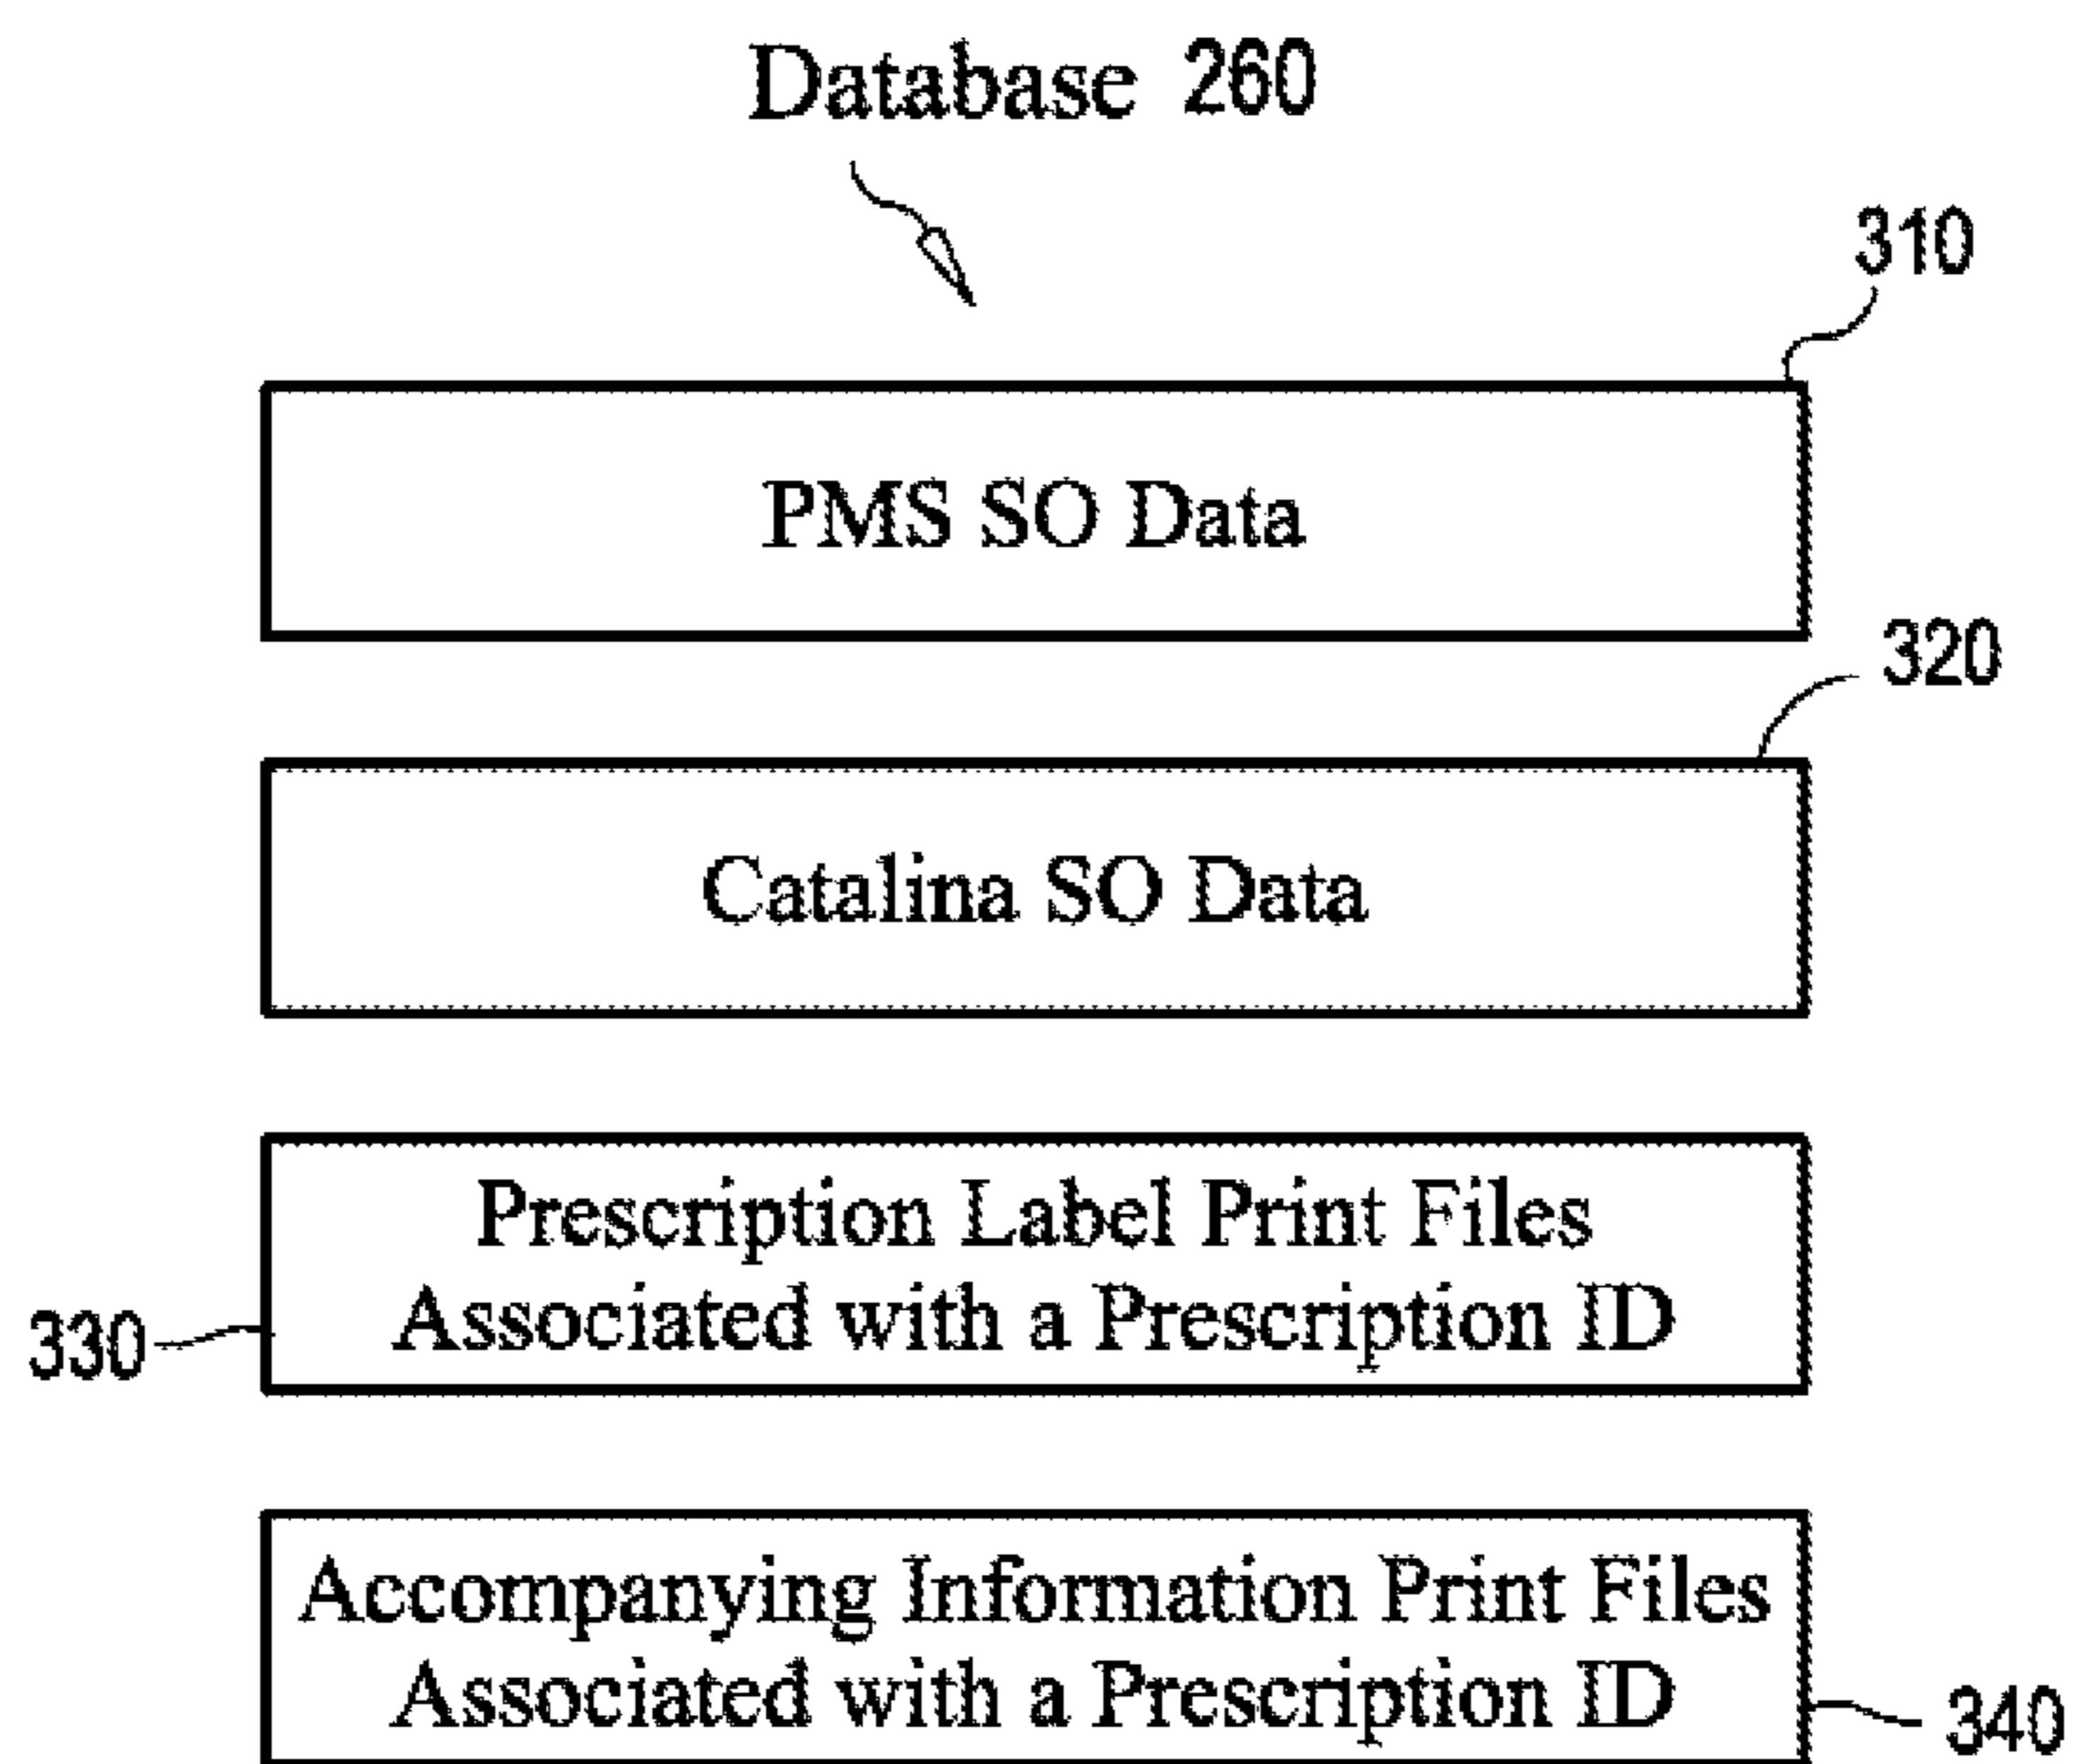 Database 260
310
PMS SO Data
320
Catalina SO Data
Prescription Label Print Files
Associated with a Prescription ID
330
Accompanying Information Print Files
Associated with a Prescription ID
340